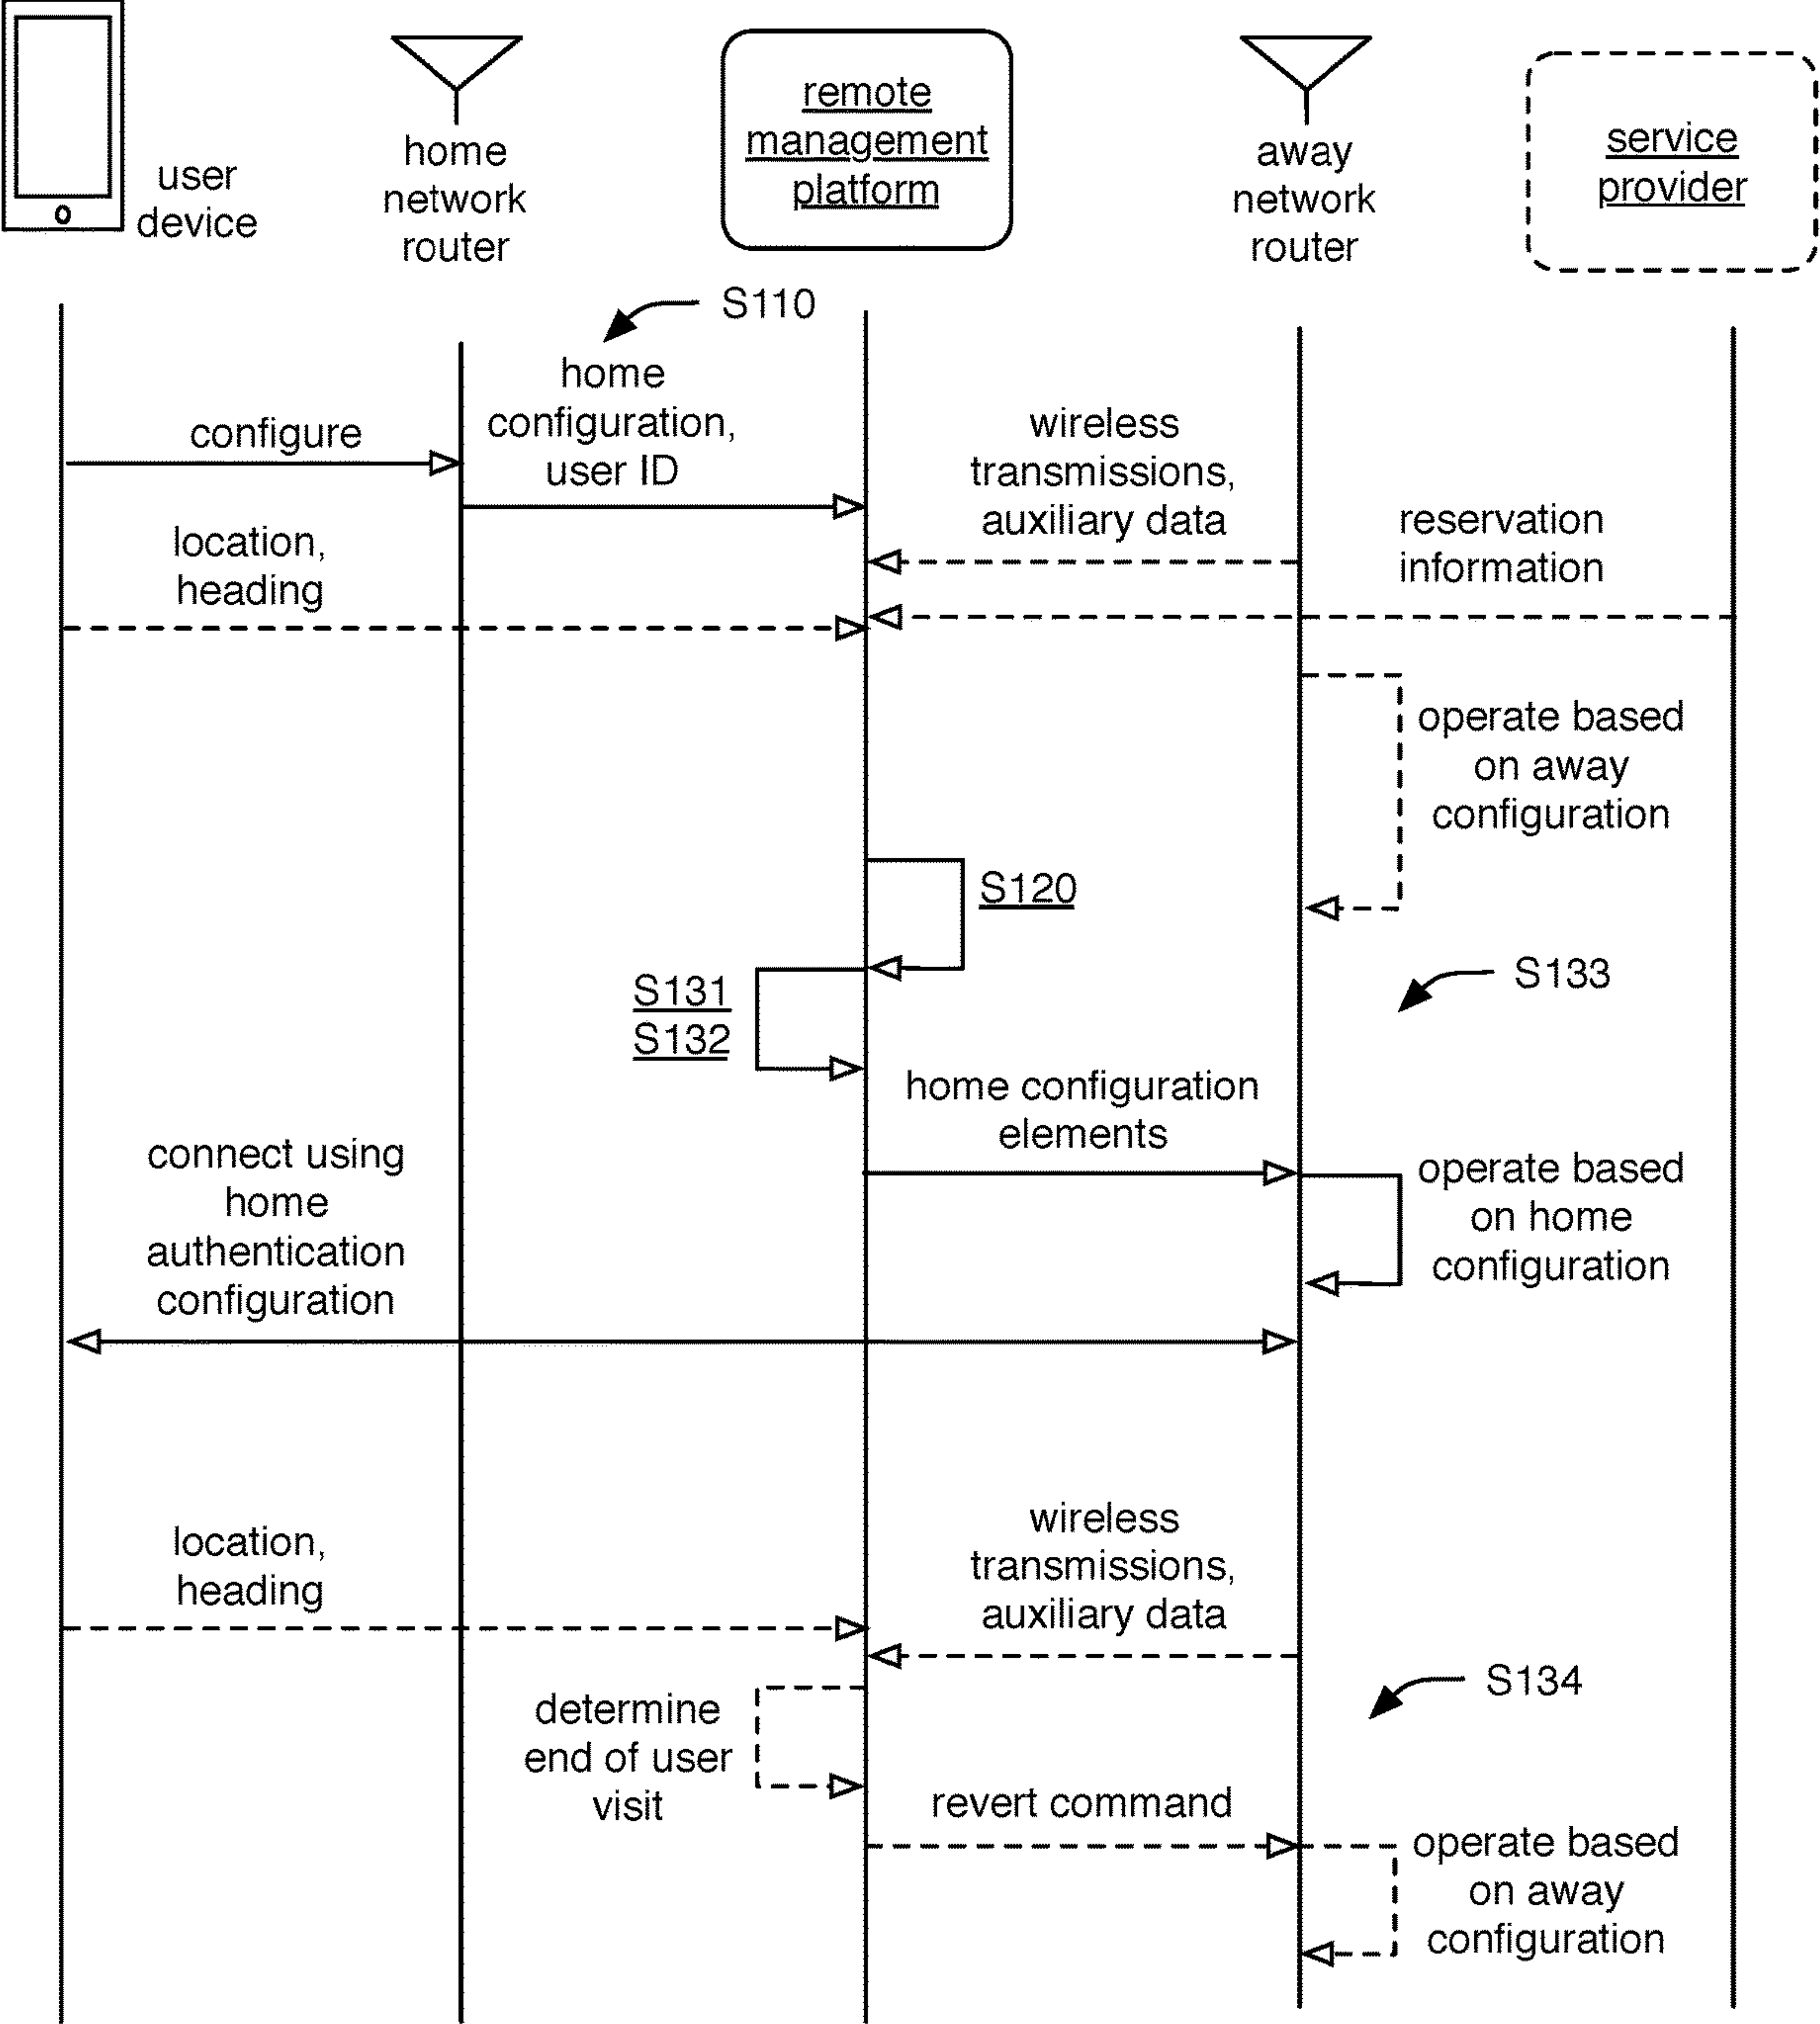 user
device
home
network
router
remote
management
platform
away
network
router
service
provider
S110
home
configuration,
user ID
configure
wireless
transmissions,
auxiliary data
reservation
information
location,
heading
operate based
on away
configuration
S120
S133
S131
S132
home configuration
elements
connect using
home
authentication
configuration
operate based
on home
configuration
location,
heading
wireless
transmissions,
auxiliary data
S134
determine
end of user
visit
revert command
operate based
on away
configuration